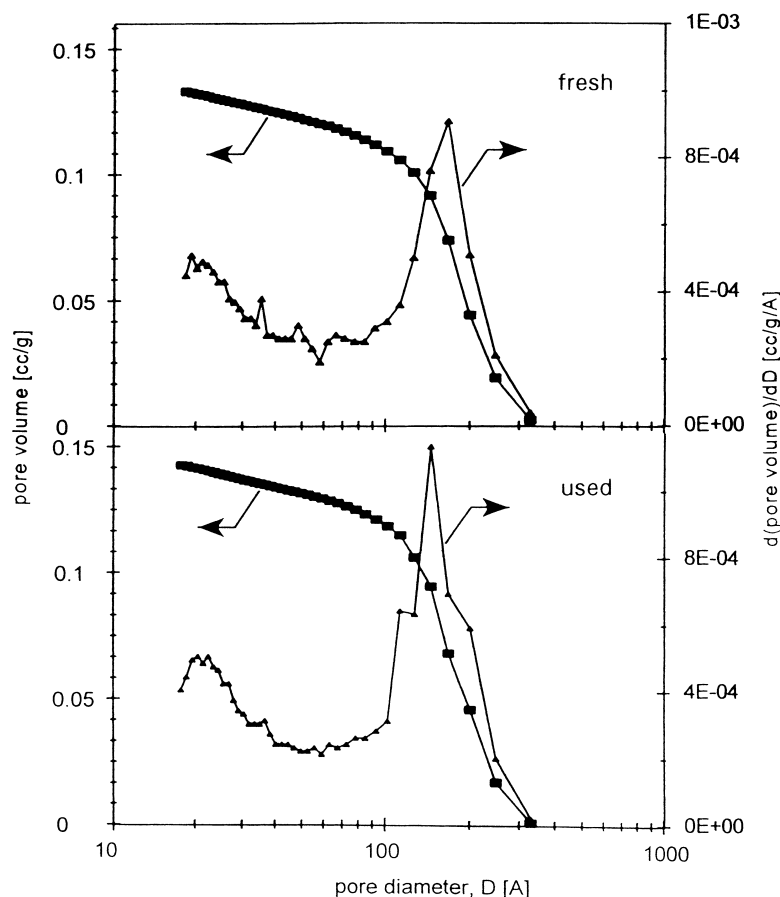 1E-03
0.15
fresh
8E-04
0.1
4E-04
0.05
0
0E+00
pore volume [cc/g]
d(pore volume)/dD [cc/g/A]
0.15
used
0.1
8E-04
0.05
4E-04
0
0E+00
10
100
1000
pore diameter, D [A]